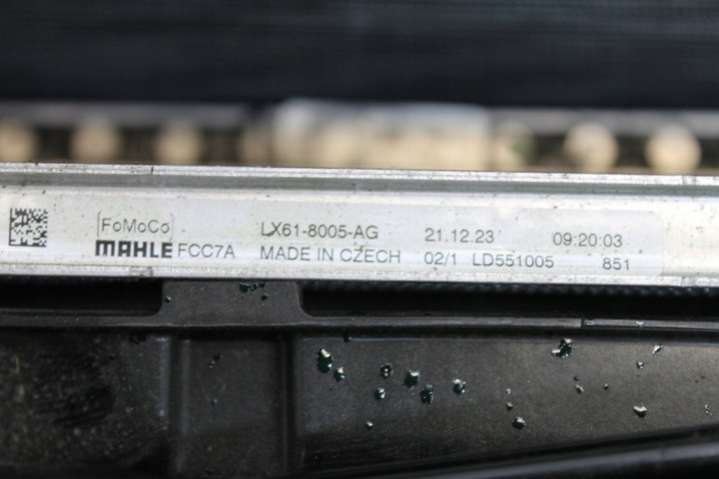 FoMoCo LX61-8005-AG 21.12.23 09:20:03
MAHLE FCC7A MADE IN CZECH 02/1 LD551005 851